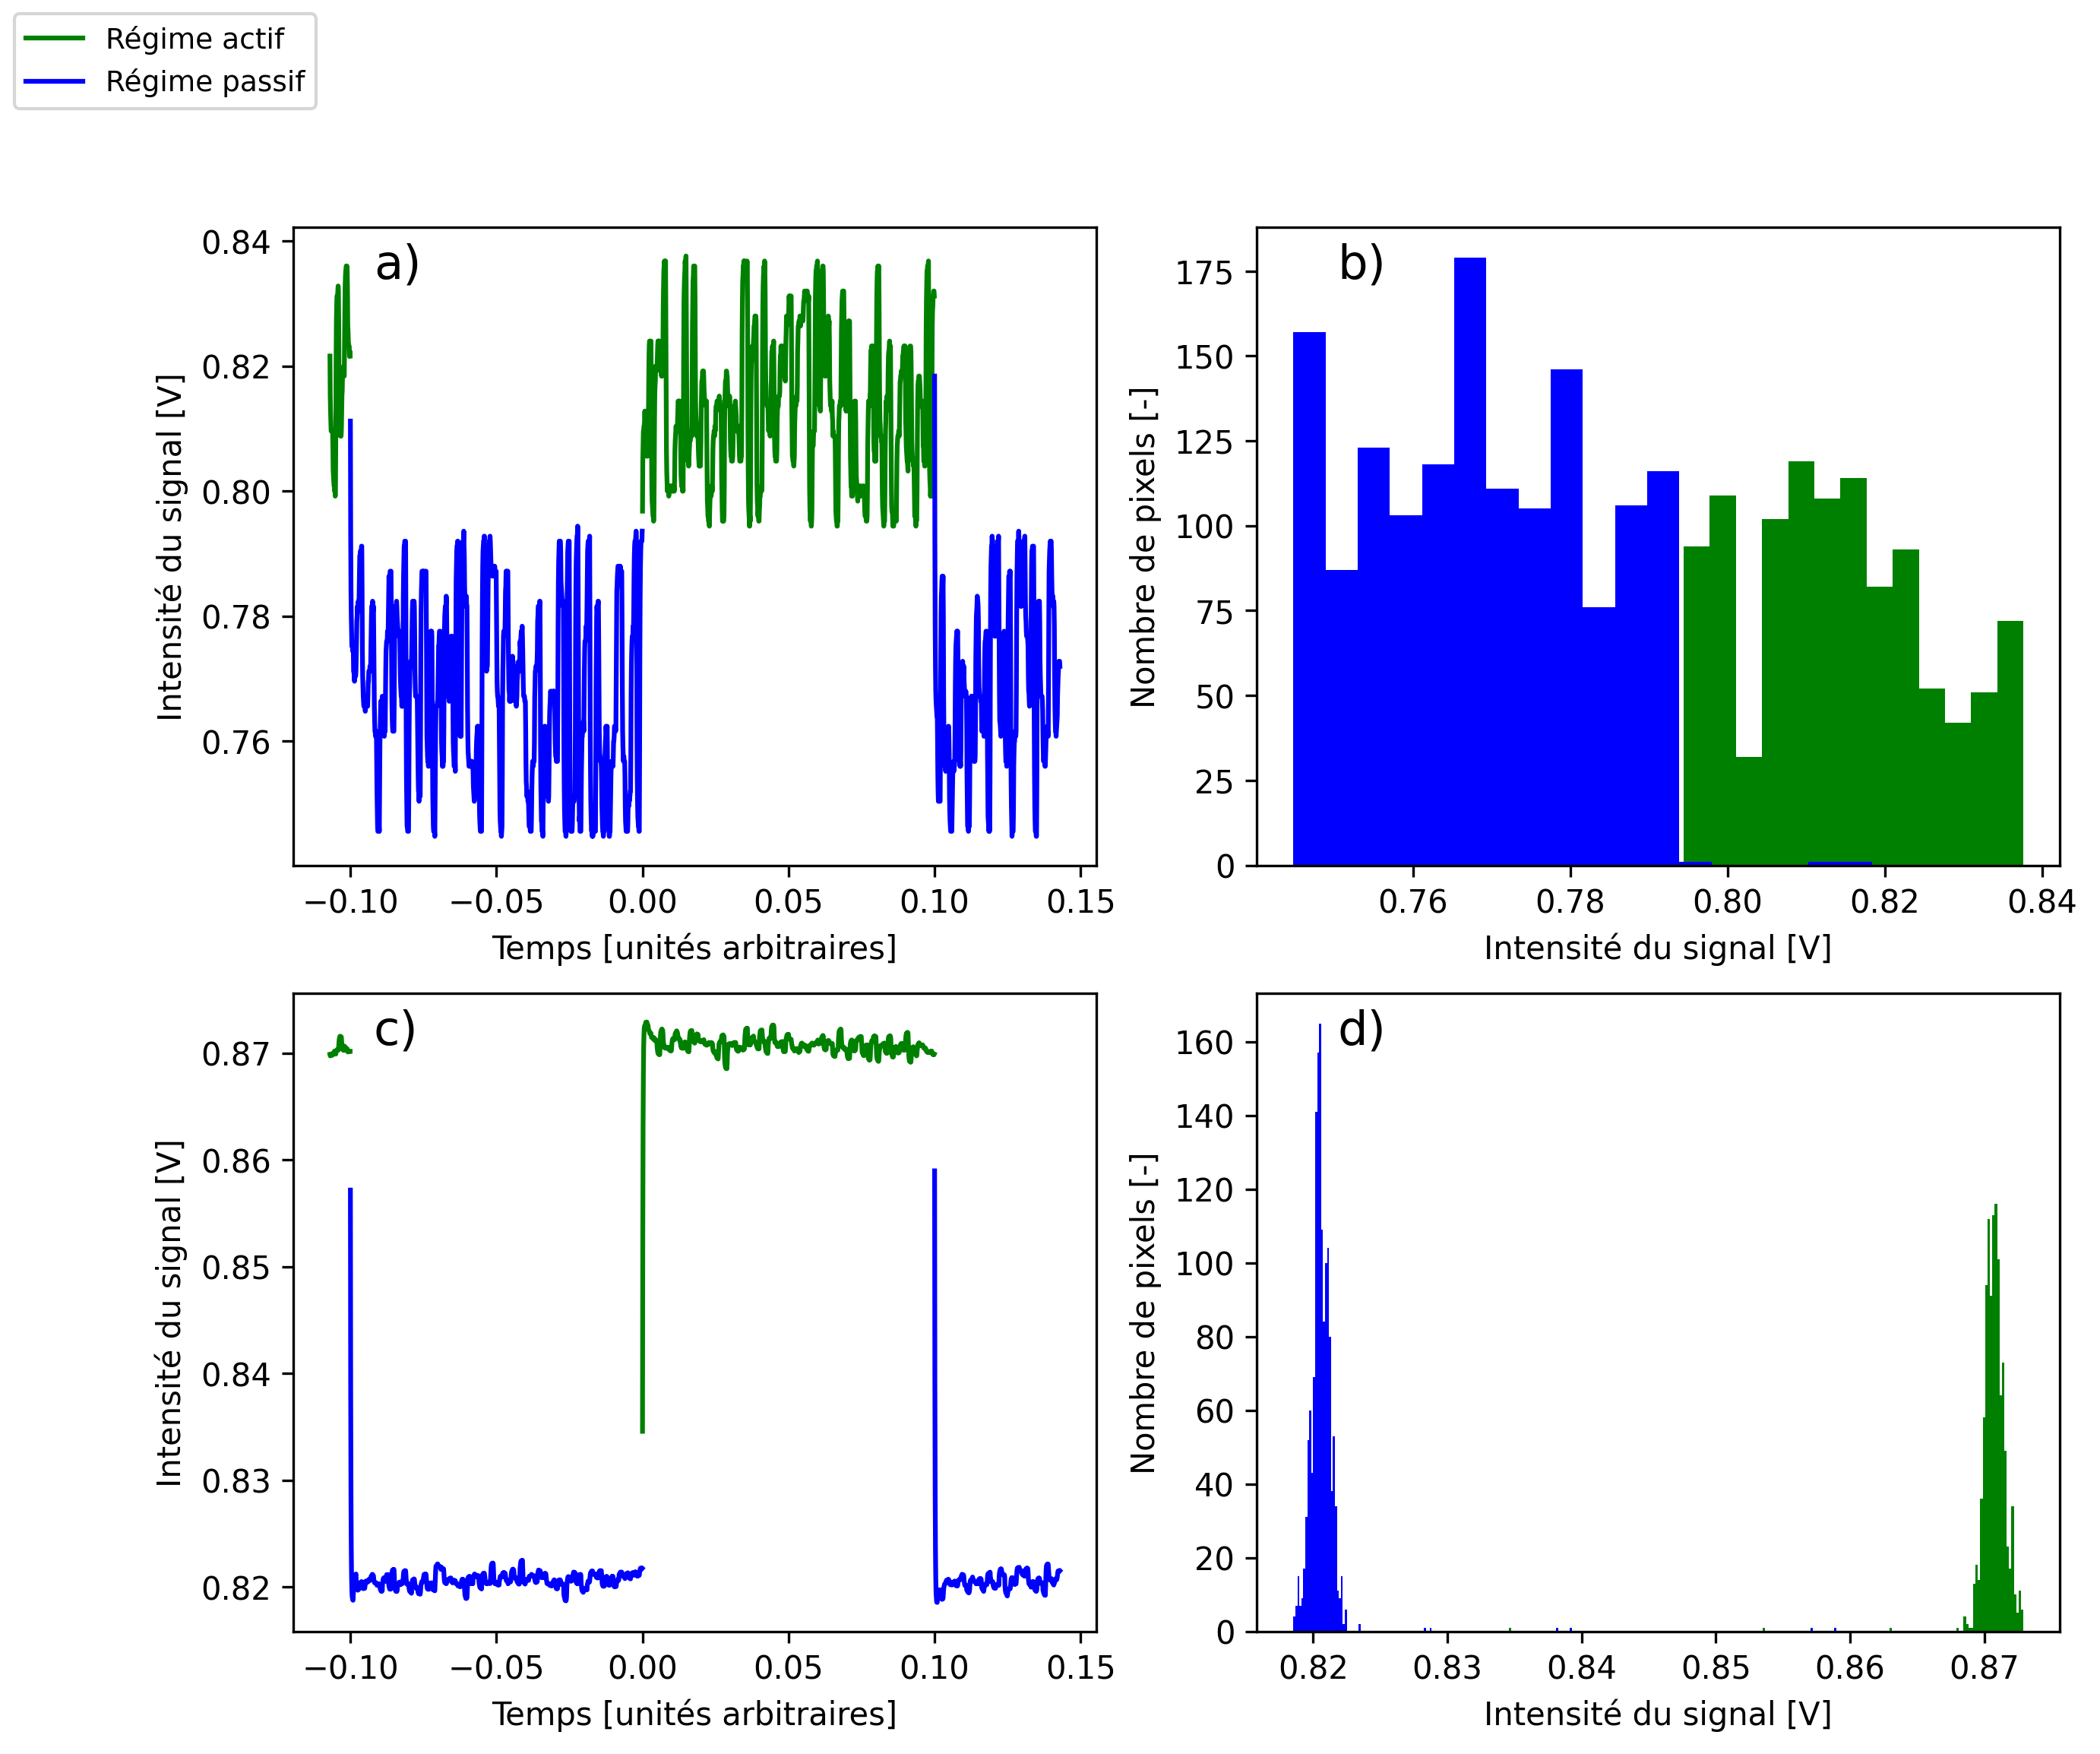 Régime actif
Régime passif
a)
0.84
0.82
0.80
0.78
0.76
Intensité du signal [V]
−0.10 −0.05 0.00 0.05 0.10 0.15
Temps [unités arbitraires]
b)
175
150
125
100
75
50
25
0
Nombre de pixels [-]
0.76 0.78 0.80 0.82 0.84
Intensité du signal [V]
c)
0.87
0.86
0.85
0.84
0.83
0.82
Intensité du signal [V]
−0.10 −0.05 0.00 0.05 0.10 0.15
Temps [unités arbitraires]
d)
160
140
120
100
80
60
40
20
0
Nombre de pixels [-]
0.82 0.83 0.84 0.85 0.86 0.87
Intensité du signal [V]